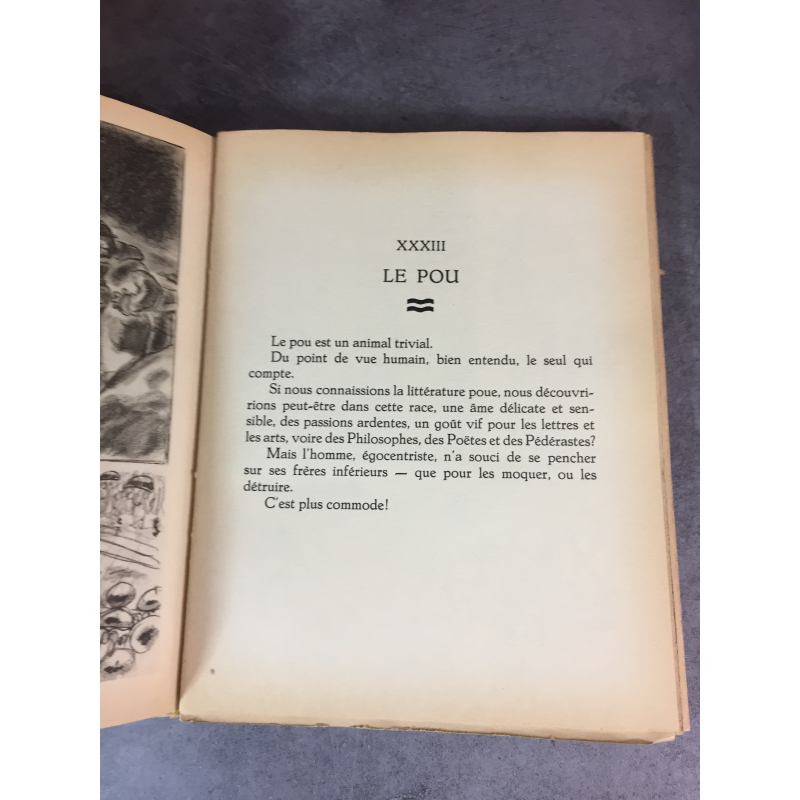 XXXIII
LE POU
Le pou est un animal trivial.
Du point de vue humain, bien entendu, le seul qui
compte.
Si nous connaissions la littérature poue, nous découvri-
rions peut-être dans cette race, une âme délicate et sen-
sible, des passions ardentes, un goût vif pour les lettres et
les arts, voire des Philosophes, des Poëtes et des Pédérastes?
Mais l'homme, égocentriste, n'a souci de se pencher
sur ses frères inférieurs — que pour les moquer, ou les
détruire.
C'est plus commode!